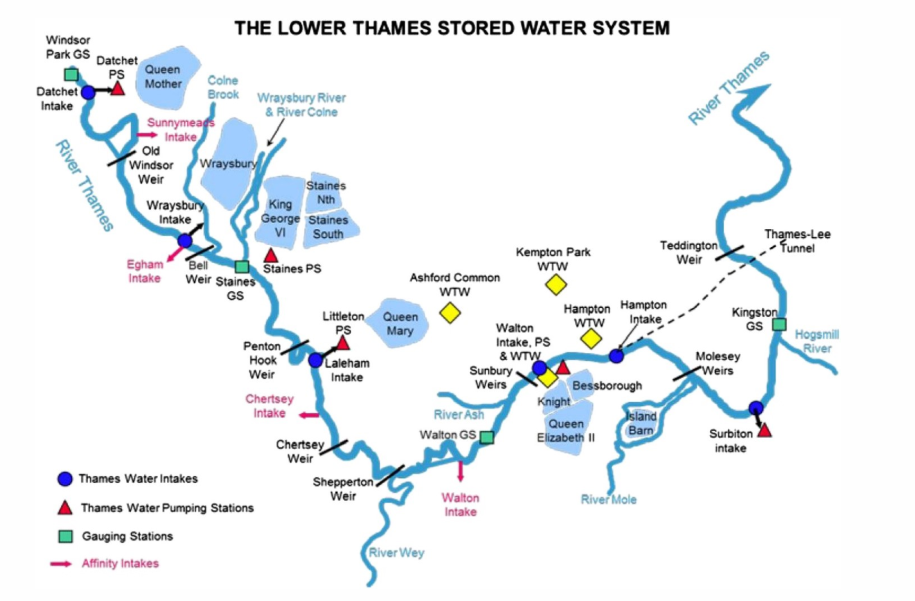 THE LOWER THAMES STORED WATER SYSTEM
Windsor
Park GS
Datchet
PS
Queen
Mother
Datchet
Intake
Colne
Brook
Wraysbury River
& River Colne
Sunnymeads
Intake
River Thames
Old
Windsor
Weir
Wraysbury
King
George
VI
Staines
Nth
Staines
South
Wraysbury
Intake
Egham
Intake
Bell
Weir
Staines
GS
Staines PS
River Thames
Teddington
Weir
Thames-Lee
Tunnel
Kempton Park
WTW
Ashford Common
WTW
Littleton
PS
Queen
Mary
Hampton
WTW
Hampton
Intake
Kingston
GS
Hogsmill
River
Penton
Hook
Weir
Laleham
Intake
Walton
Intake, PS
& WTW
Sunbury
Weirs
Molesey
Weirs
Bessborough
Knight
Chertsey
Intake
River Ash
Walton GS
Queen
Elizabeth II
Island
Barn
Surbiton
intake
Chertsey
Weir
Shepperton
Weir
Walton
Intake
River Mole
River Wey
Thames Water Intakes
Thames Water Pumping Stations
Gauging Stations
Affinity Intakes